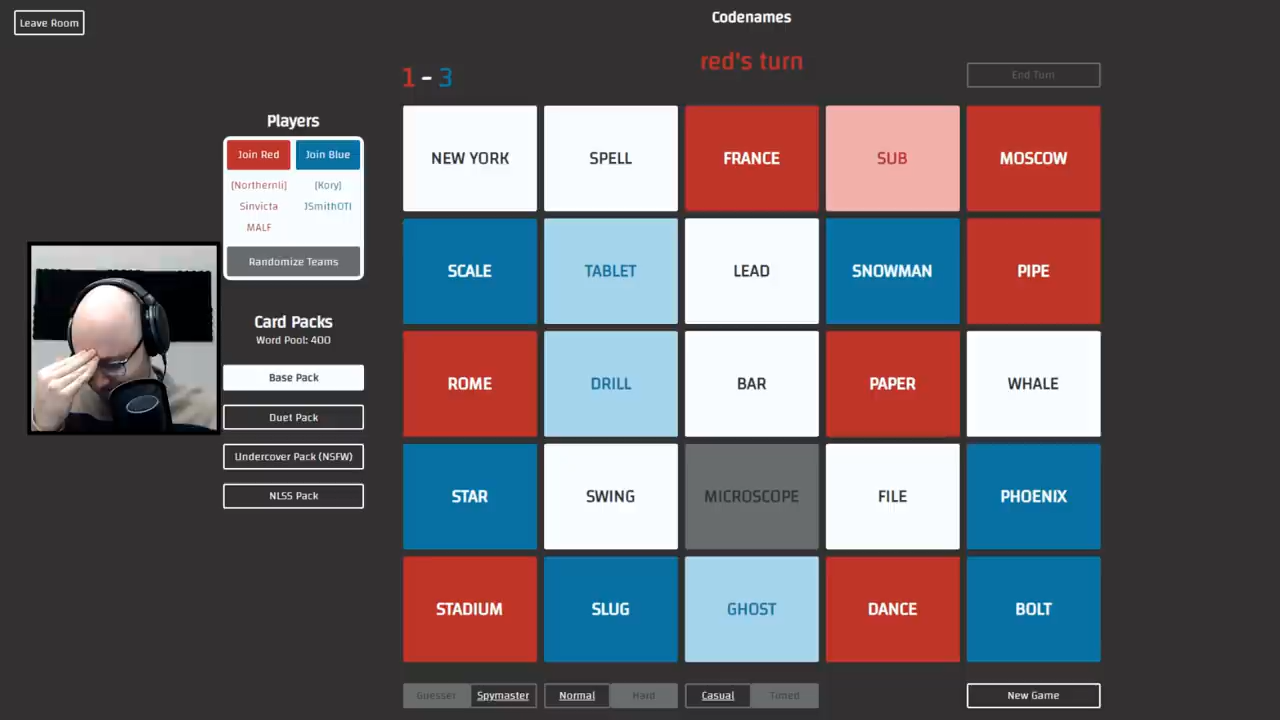 Leave Room
Codenames
red's turn
1 - 3
End Turn
Players
Join Red
Join Blue
[Northernli]
[Kory]
Sinvicta
JSmithOTI
MALF
Randomize Teams
Card Packs
Word Pool: 400
Base Pack
Duet Pack
Undercover Pack (NSFW)
NLSS Pack
NEW YORK
SPELL
FRANCE
SUB
MOSCOW
SCALE
TABLET
LEAD
SNOWMAN
PIPE
ROME
DRILL
BAR
PAPER
WHALE
STAR
SWING
MICROSCOPE
FILE
PHOENIX
STADIUM
SLUG
GHOST
DANCE
BOLT
Guesser
Spymaster
Normal
Hard
Casual
Timed
New Game